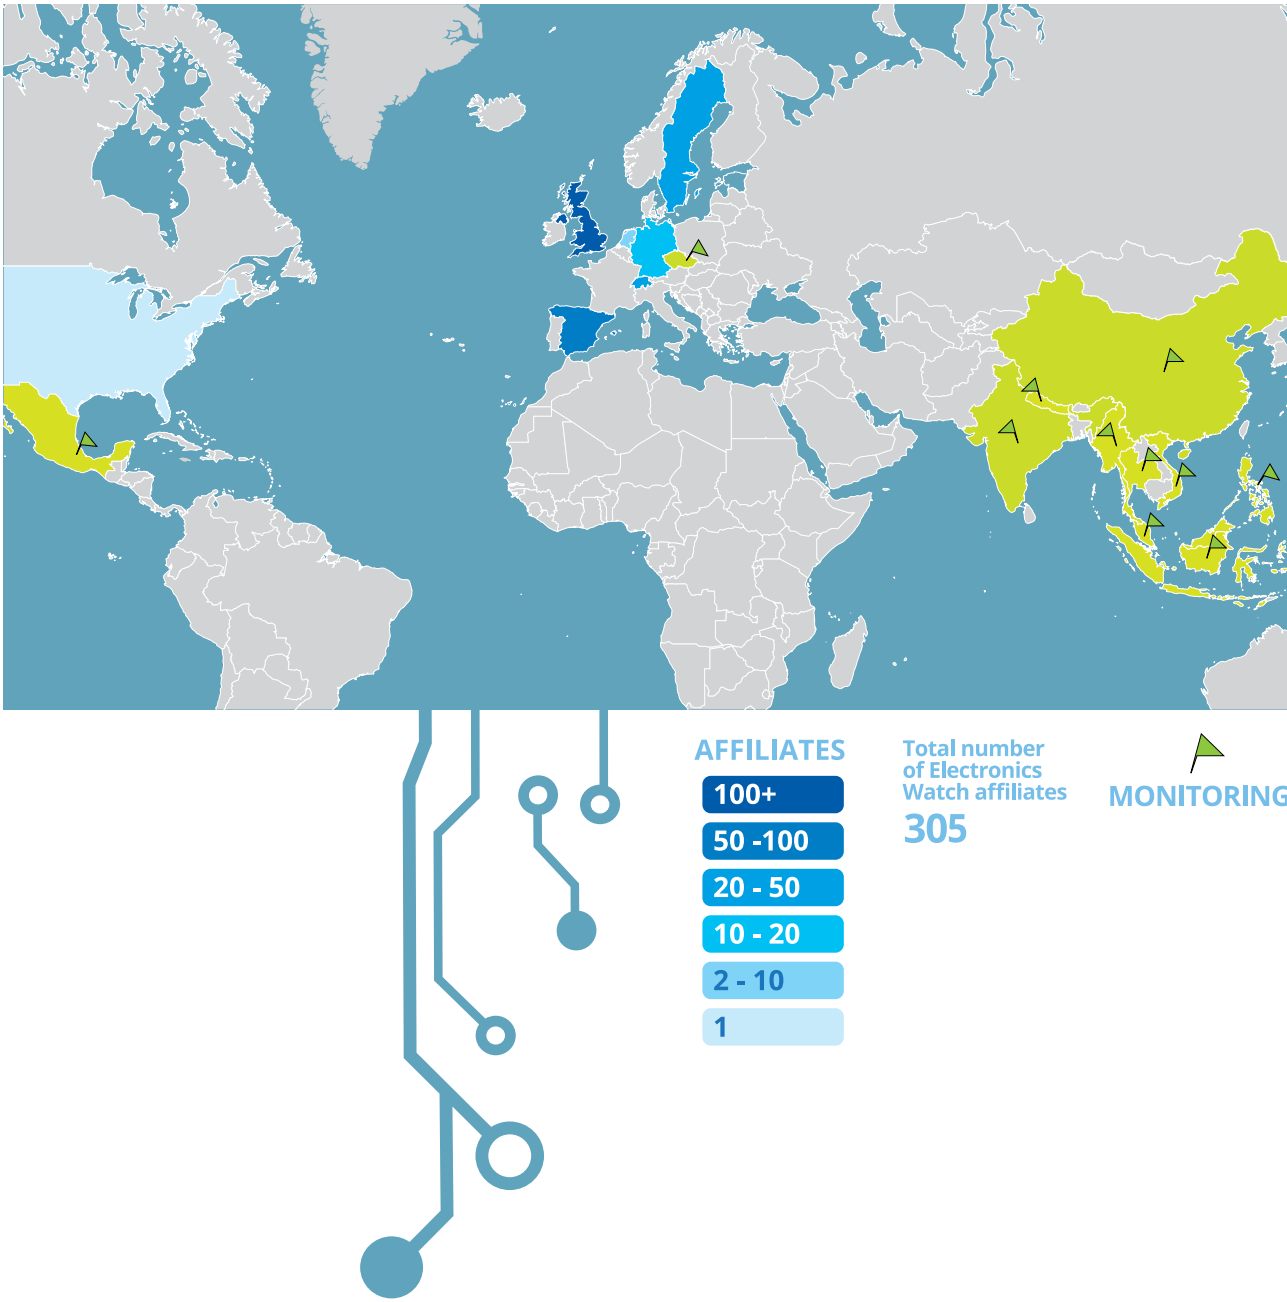 AFFILIATES
100+
50 -100
20 - 50
10 - 20
2 - 10
1
Total number
of Electronics
Watch affiliates
305
MONITORING